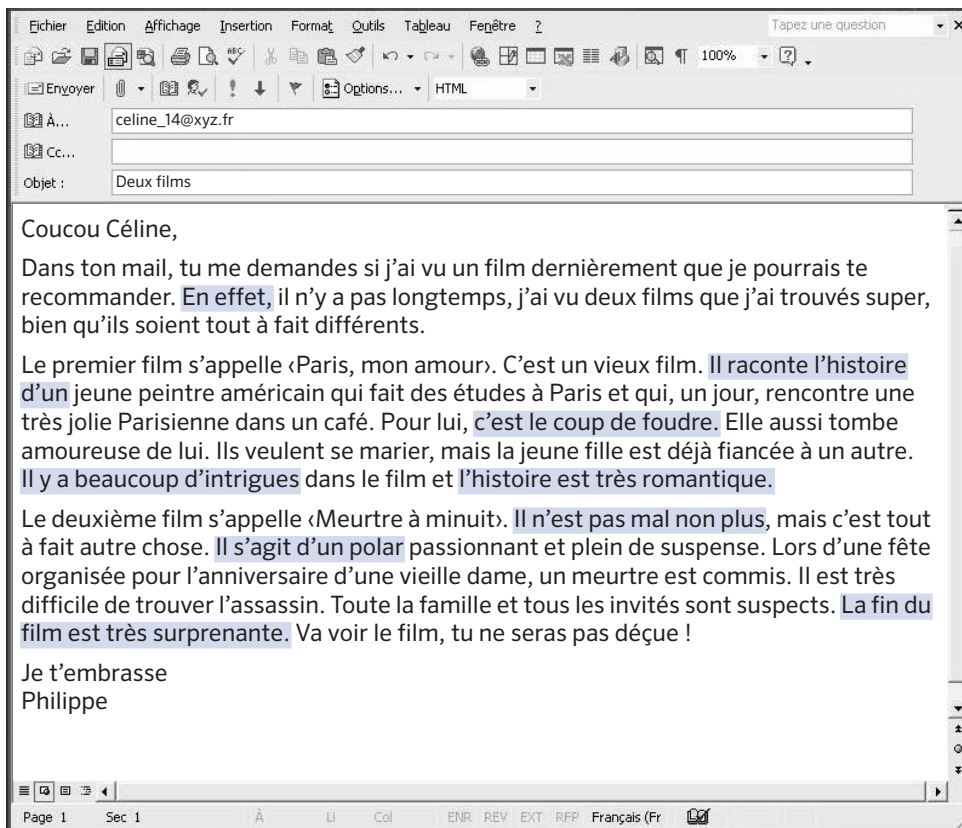 Fichier Edition Affichage Insertion Format Outils Tableau Fenêtre ? Tapez une question
100%
Envoyer Options... HTML
À... celine_14@xyz.fr
Cc...
Objet : Deux films
Coucou Céline,
Dans ton mail, tu me demandes si j’ai vu un film dernièrement que je pourrais te
recommander. En effet, il n’y a pas longtemps, j’ai vu deux films que j’ai trouvés super,
bien qu’ils soient tout à fait différents.
Le premier film s’appelle ‹Paris, mon amour›. C’est un vieux film. Il raconte l’histoire
d’un jeune peintre américain qui fait des études à Paris et qui, un jour, rencontre une
très jolie Parisienne dans un café. Pour lui, c’est le coup de foudre. Elle aussi tombe
amoureuse de lui. Ils veulent se marier, mais la jeune fille est déjà fiancée à un autre.
Il y a beaucoup d’intrigues dans le film et l’histoire est très romantique.
Le deuxième film s’appelle ‹Meurtre à minuit›. Il n’est pas mal non plus, mais c’est tout
à fait autre chose. Il s’agit d’un polar passionnant et plein de suspense. Lors d’une fête
organisée pour l’anniversaire d’une vieille dame, un meurtre est commis. Il est très
difficile de trouver l’assassin. Toute la famille et tous les invités sont suspects. La fin du
film est très surprenante. Va voir le film, tu ne seras pas déçue !
Je t’embrasse
Philippe
Page 1 Sec 1 À Li Col ENR REV EXT RFP Français (Fr